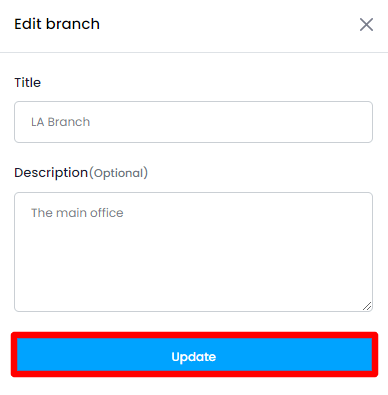 Edit branch
Title
LA Branch
Description(Optional)
The main office
Update